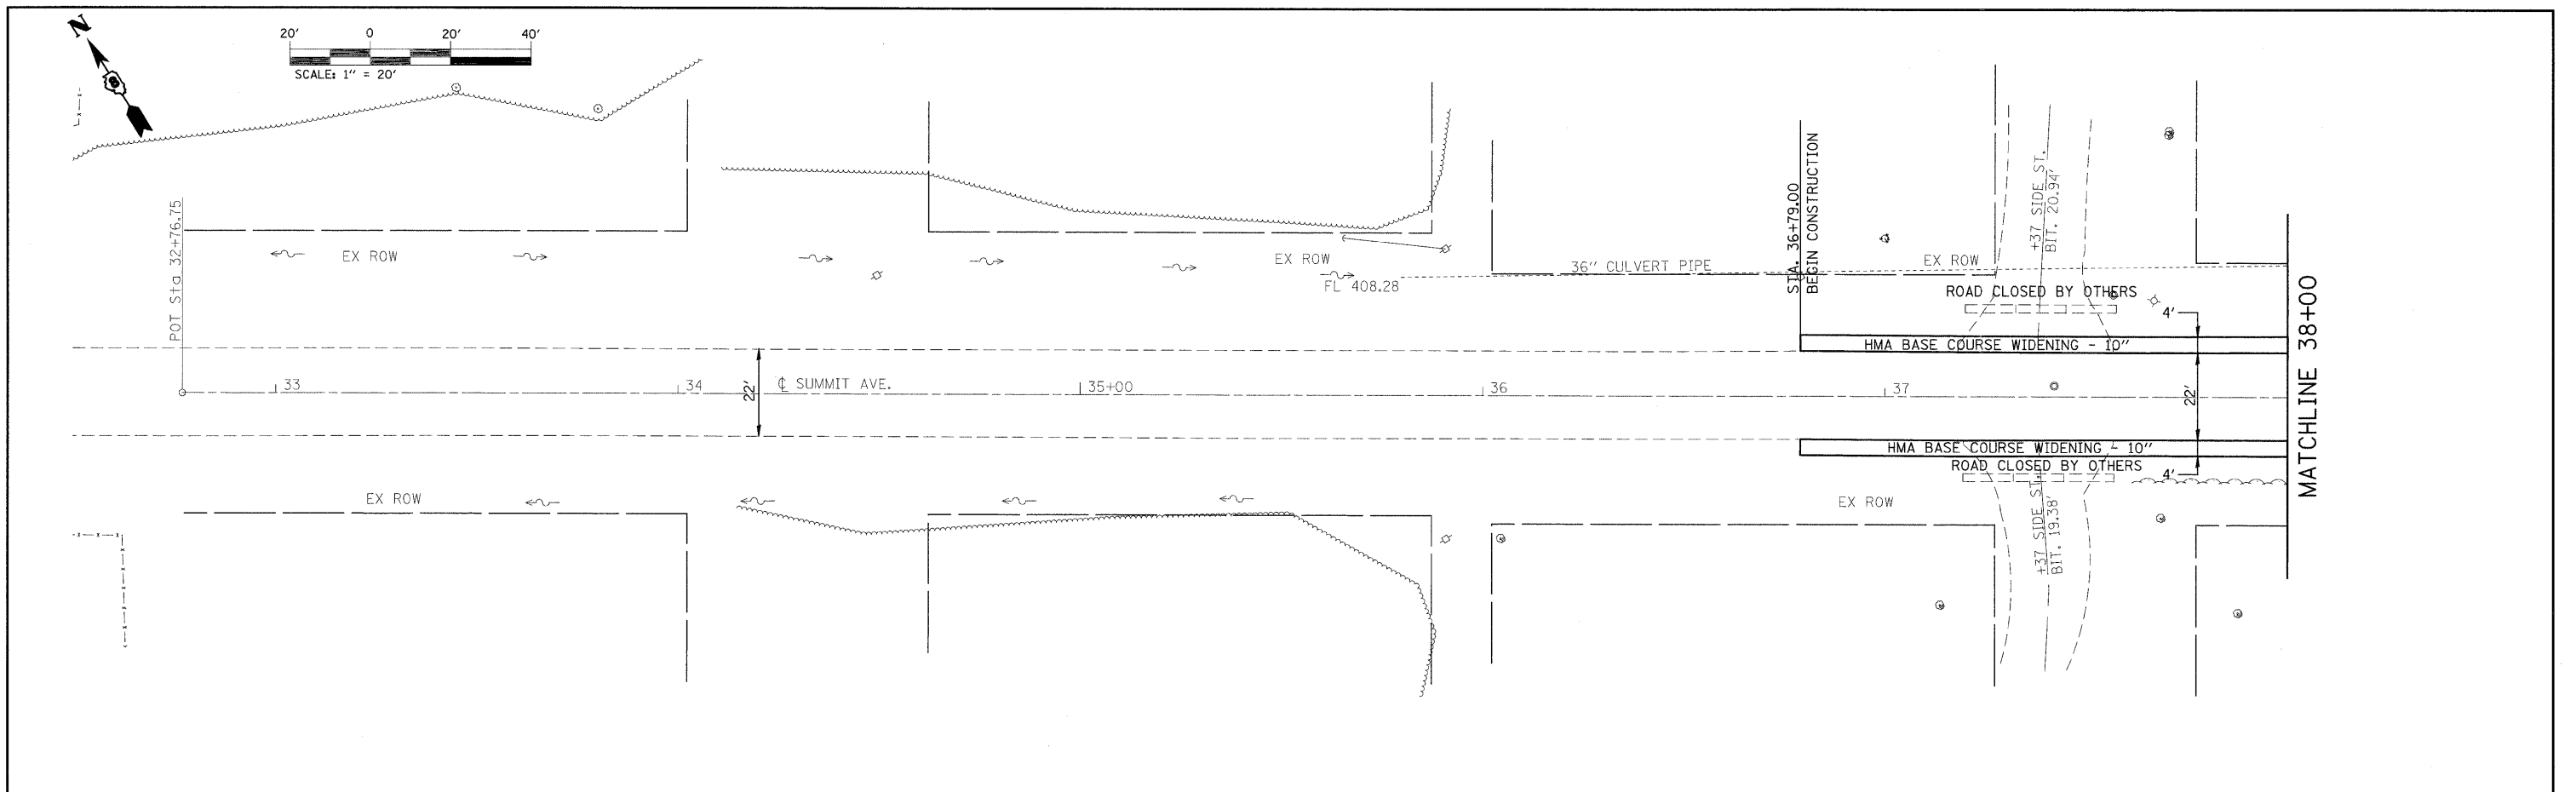 N
20' 0 20' 40'
SCALE: 1" = 20'
POT Sta 32+76.75
EX ROW
EX ROW
FL 408.28
36" CULVERT PIPE
STA. 36+79.00
BEGIN CONSTRUCTION
EX ROW
+37 SIDE ST.
BIT. 20.94'
ROAD CLOSED BY OTHERS
4'
HMA BASE COURSE WIDENING - 10"
33
34
22'
℄ SUMMIT AVE.
35+00
36
37
22'
MATCHLINE 38+00
HMA BASE COURSE WIDENING - 10"
ROAD CLOSED BY OTHERS
4'
EX ROW
EX ROW
+37 SIDE ST.
BIT. 19.38'